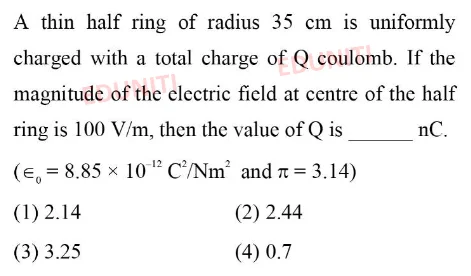 A thin half ring of radius 35 cm is uniformly
charged with a total charge of Q coulomb. If the
magnitude of the electric field at centre of the half
ring is 100 V/m, then the value of Q is ______ nC.
(∈₀ = 8.85 × 10⁻¹² C²/Nm² and π = 3.14)
(1) 2.14 (2) 2.44
(3) 3.25 (4) 0.7
EDUNITI
EDUNITI